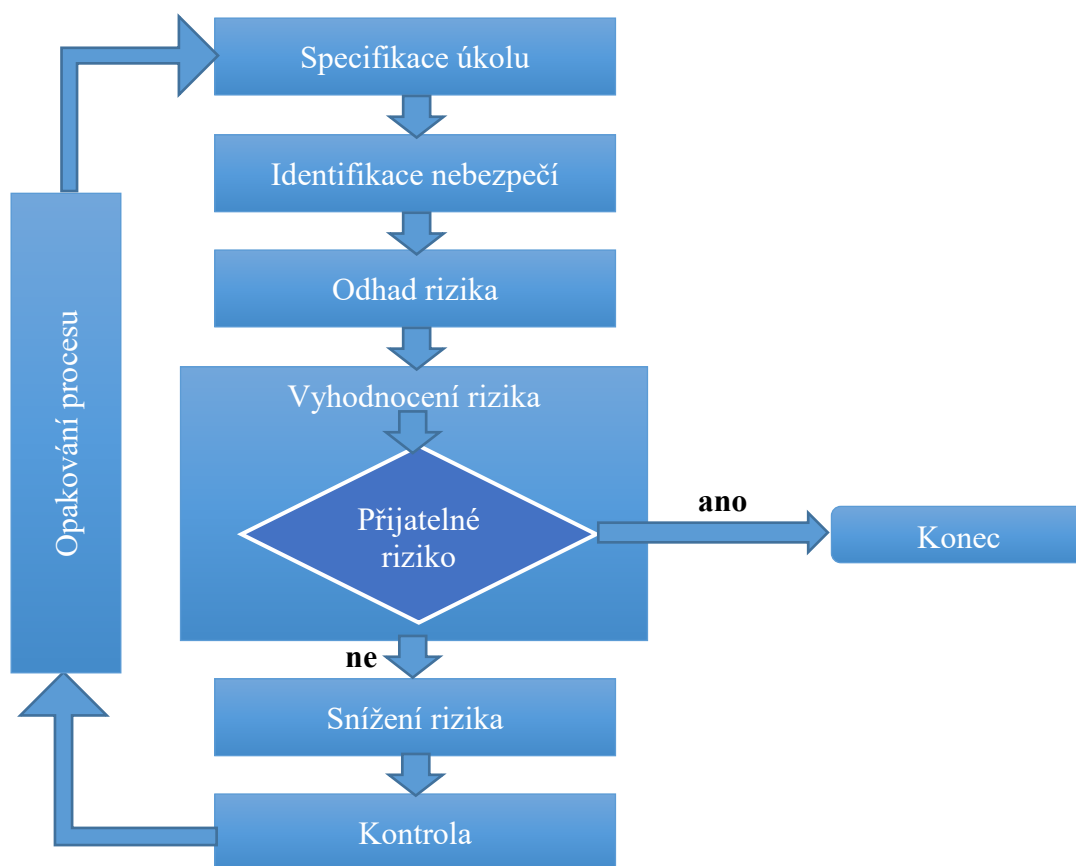 Specifikace úkolu
Identifikace nebezpečí
Odhad rizika
Vyhodnocení rizika
Přijatelné
riziko
ano
Konec
ne
Snížení rizika
Kontrola
Opakování procesu